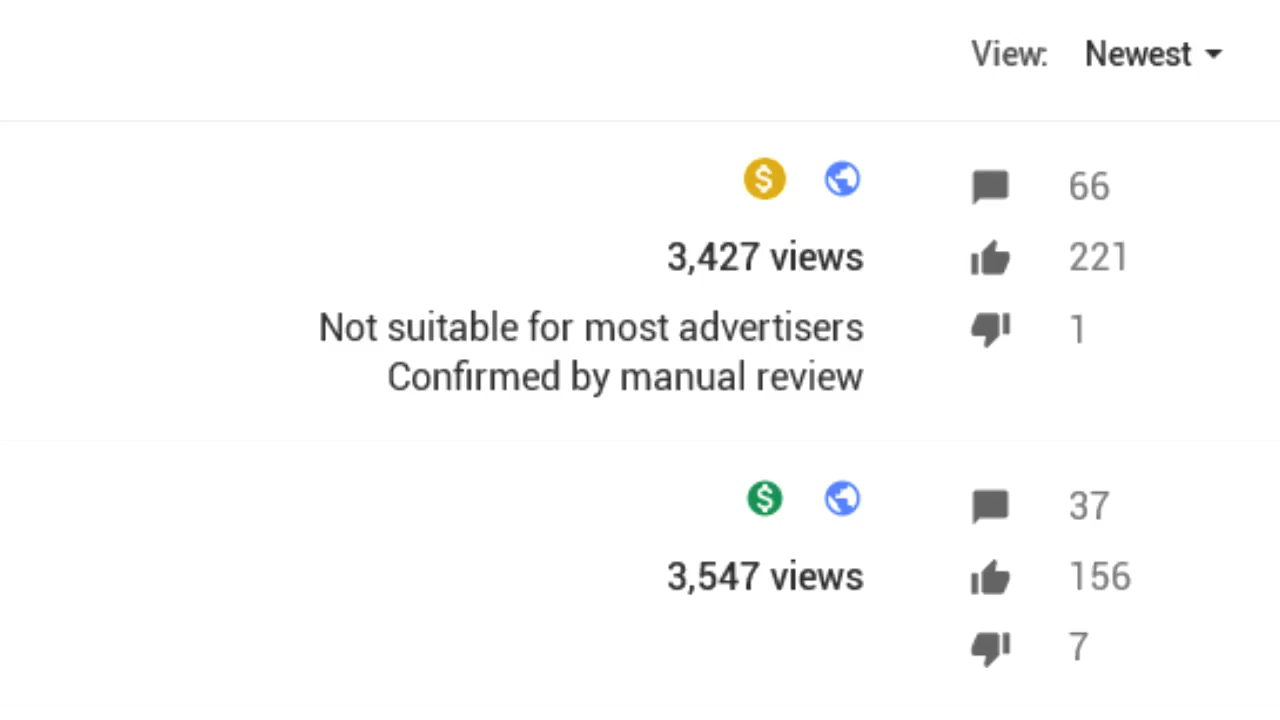 View: Newest
66
3,427 views 221
Not suitable for most advertisers 1
Confirmed by manual review
37
3,547 views 156
7